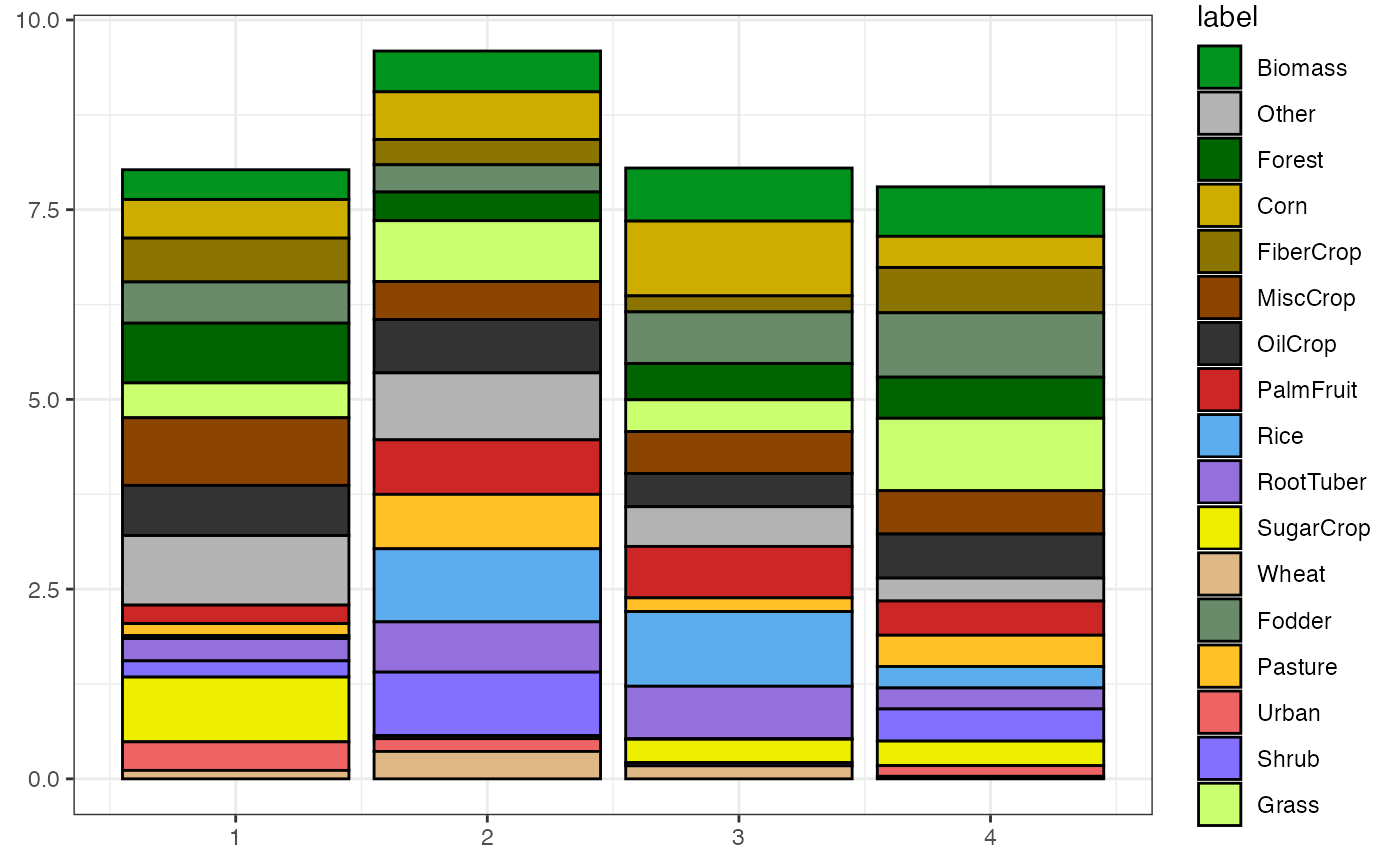 10.0
7.5
5.0
2.5
0.0
1 2 3 4
label
Biomass
Other
Forest
Corn
FiberCrop
MiscCrop
OilCrop
PalmFruit
Rice
RootTuber
SugarCrop
Wheat
Fodder
Pasture
Urban
Shrub
Grass